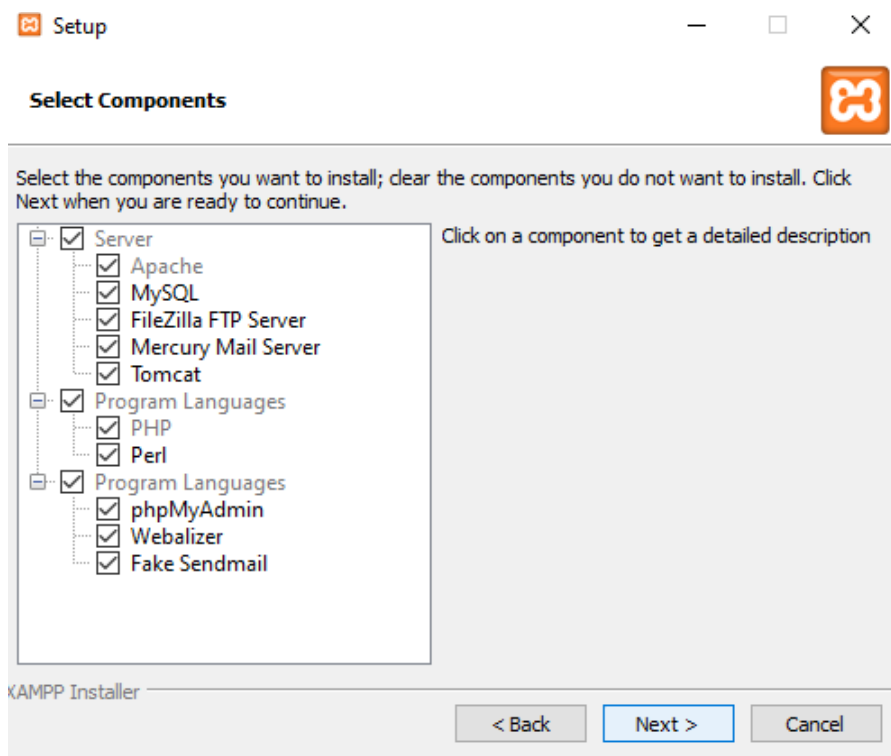 Setup
Select Components
Select the components you want to install; clear the components you do not want to install. Click
Next when you are ready to continue.
Click on a component to get a detailed description
Server
Apache
MySQL
FileZilla FTP Server
Mercury Mail Server
Tomcat
Program Languages
PHP
Perl
Program Languages
phpMyAdmin
Webalizer
Fake Sendmail
XAMPP Installer
< Back
Next >
Cancel